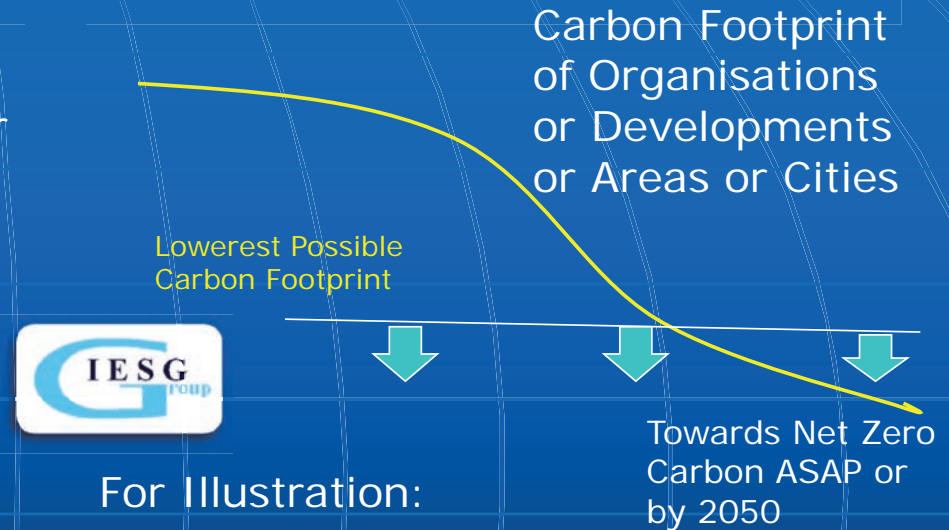 Carbon Footprint
of Organisations
or Developments
or Areas or Cities
r
Lowerest Possible
Carbon Footprint
IESG
Group
Towards Net Zero
Carbon ASAP or
by 2050
For Illustration: